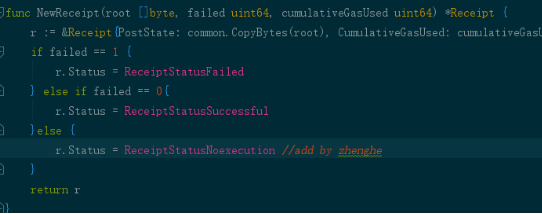 func NewReceipt(root []byte, failed uint64, cumulativeGasUsed uint64) *Receipt {
r := &Receipt{PostState: common.CopyBytes(root), CumulativeGasUsed: cumulativeGasU
if failed == 1 {
r.Status = ReceiptStatusFailed
} else if failed == 0{
r.Status = ReceiptStatusSuccessful
}else {
r.Status = ReceiptStatusNoexecution //add by zhenghe
}
return r
}